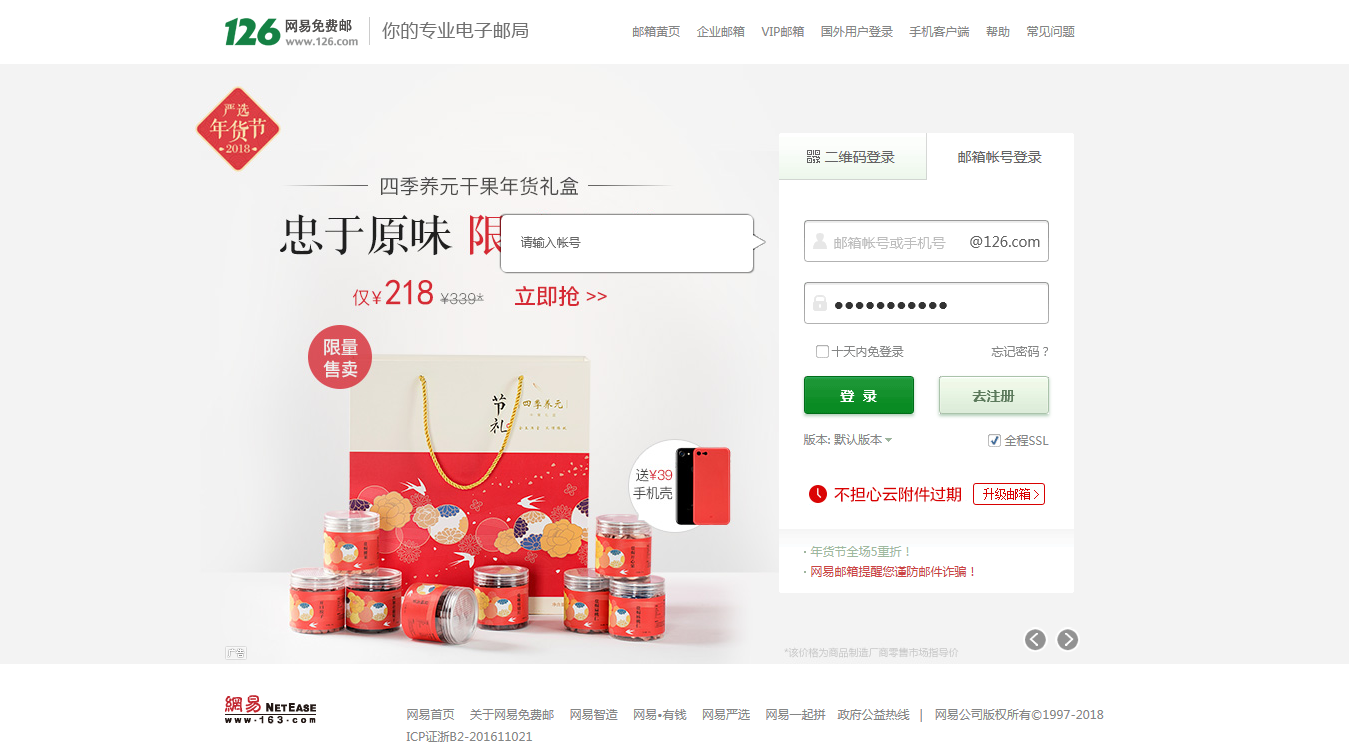 126 网易免费邮 www.126.com 你的专业电子邮局
邮箱首页 企业邮箱 VIP邮箱 国外用户登录 手机客户端 帮助 常见问题
严选
年货节
2018
四季养元干果年货礼盒
忠于原味 限
请输入帐号
仅¥218 ¥339* 立即抢 >>
限量
售卖
节礼
四季养元
送¥39
手机壳
广告
二维码登录 邮箱帐号登录
邮箱帐号或手机号 @126.com
十天内免登录 忘记密码?
登 录 去注册
版本: 默认版本 全程SSL
不担心云附件过期 升级邮箱
· 年货节全场5重折!
· 网易邮箱提醒您谨防邮件诈骗!
*该价格为商品制造厂商零售市场指导价
網易 NETEASE
www.163.com
网易首页 关于网易免费邮 网易智造 网易•有钱 网易严选 网易一起拼 政府公益热线 | 网易公司版权所有©1997-2018
ICP证浙B2-201611021